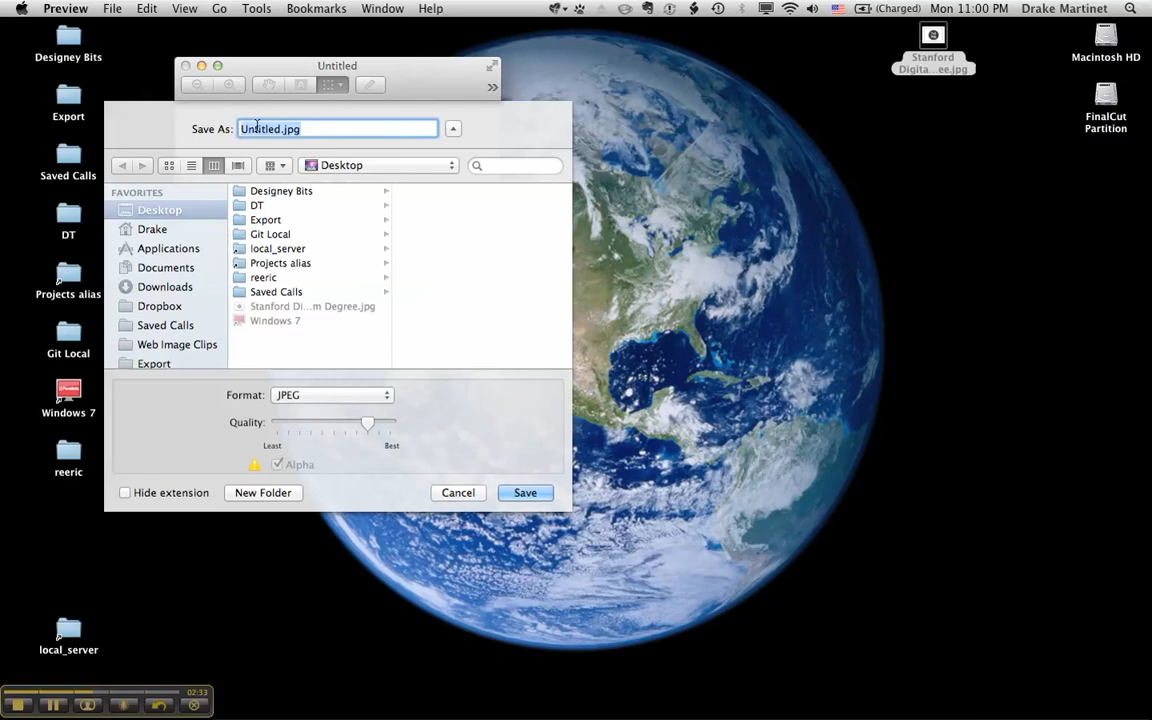 Preview File Edit View Go Tools Bookmarks Window Help (Charged) Mon 11:00 PM Drake Martinet
Designey Bits
Export
Saved Calls
DT
Projects alias
Git Local
Windows 7
reeric
local_server
Untitled
Save As: Untitled.jpg
Desktop
FAVORITES
Desktop
Drake
Applications
Documents
Downloads
Dropbox
Saved Calls
Web Image Clips
Export
Designey Bits
DT
Export
Git Local
local_server
Projects alias
reeric
Saved Calls
Stanford Di...m Degree.jpg
Windows 7
Format: JPEG
Quality:
Least Best
Alpha
Hide extension New Folder Cancel Save
Stanford
Digita...ee.jpg
Macintosh HD
FinalCut
Partition
02:33